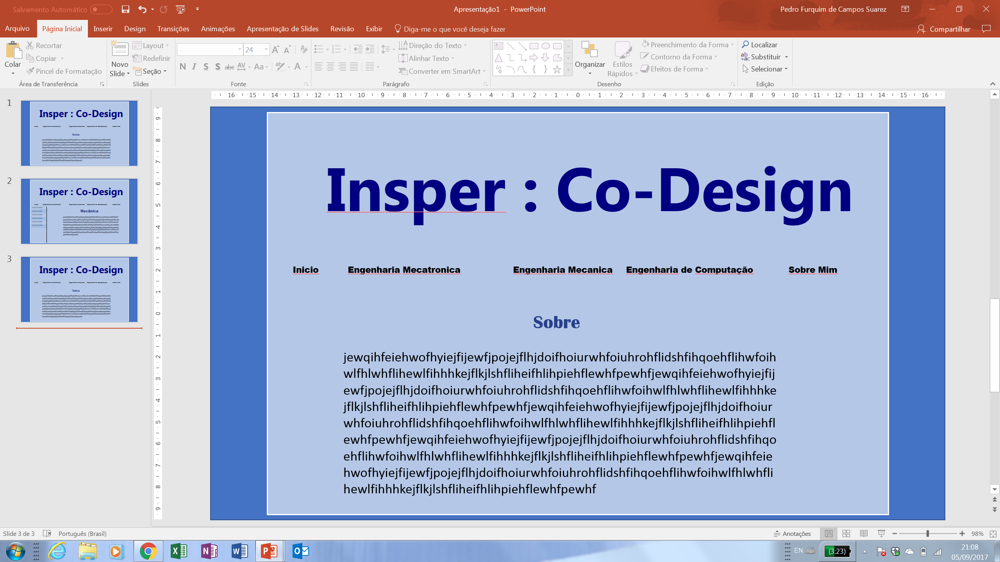 Salvamento Automático
Apresentação1 - PowerPoint
Pedro Furquim de Campos Suarez
Arquivo
Página Inicial
Inserir
Design
Transições
Animações
Apresentação de Slides
Revisão
Exibir
Diga-me o que você deseja fazer
Compartilhar
Colar
Recortar
Copiar
Pincel de Formatação
Área de Transferência
Novo Slide
Layout
Redefinir
Seção
Slides
24
N I S S abc AV Aa A
Fonte
Direção do Texto
Alinhar Texto
Converter em SmartArt
Parágrafo
Organizar
Estilos Rápidos
Preenchimento da Forma
Contorno da Forma
Efeitos de Forma
Desenho
Localizar
Substituir
Selecionar
Edição
16 15 14 13 12 11 10 9 8 7 6 5 4 3 2 1 0 1 2 3 4 5 6 7 8 9 10 11 12 13 14 15 16
9 8 7 6 5 4 3 2 1 0 1 2 3 4 5 6 7 8 9
1
Insper : Co-Design
Inicio
2
Insper : Co-Design
Mecânica
3
Insper : Co-Design
Sobre
Insper : Co-Design
Inicio Engenharia Mecatronica Engenharia Mecanica Engenharia de Computação Sobre Mim
Sobre
jewqihfeiehwofhyiejfijewfjpojejflhjdoifhoiurwhfoiuhrohflidshfihqoehflihwfoih
wlfhlwhflihewlfihhhkejflkjlshfliheifhlihpiehflewhfpewhfjewqihfeiehwofhyiejfij
ewfjpojejflhjdoifhoiurwhfoiuhrohflidshfihqoehflihwfoihwlfhlwhflihewlfihhhke
jflkjlshfliheifhlihpiehflewhfpewhfjewqihfeiehwofhyiejfijewfjpojejflhjdoifhoiur
whfoiuhrohflidshfihqoehflihwfoihwlfhlwhflihewlfihhhkejflkjlshfliheifhlihpiehfl
ewhfpewhfjewqihfeiehwofhyiejfijewfjpojejflhjdoifhoiurwhfoiuhrohflidshfihqo
ehflihwfoihwlfhlwhflihewlfihhhkejflkjlshfliheifhlihpiehflewhfpewhfjewqihfeie
hwofhyiejfijewfjpojejflhjdoifhoiurwhfoiuhrohflidshfihqoehflihwfoihwlfhlwhfli
hewlfihhhkejflkjlshfliheifhlihpiehflewhfpewhf
Slide 3 de 3
Português (Brasil)
Anotações
98%
EN
(3:23)
21:08
05/09/2017